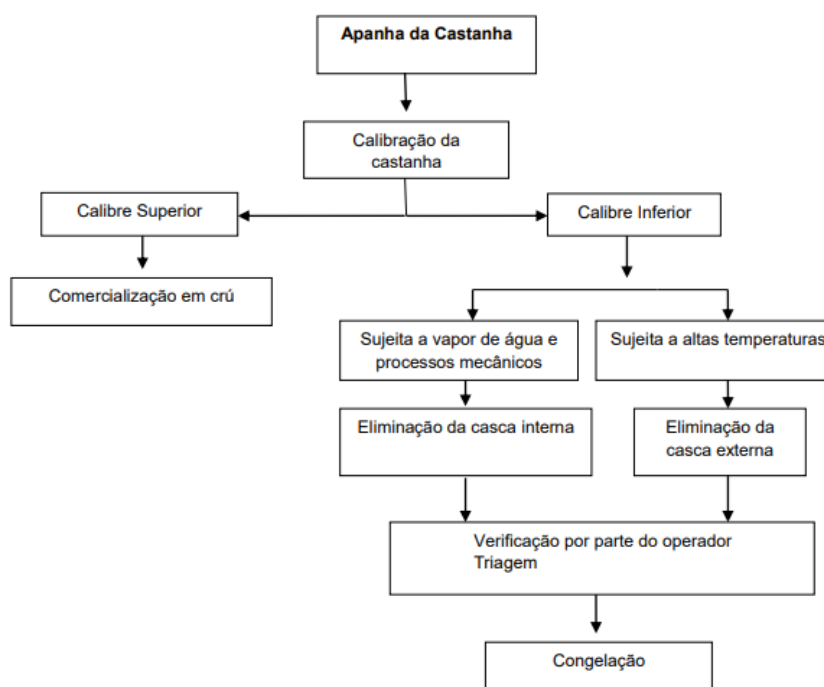 Apanha da Castanha
Calibração da
castanha
Calibre Superior
Calibre Inferior
Comercialização em crú
Sujeita a vapor de água e
processos mecânicos
Sujeita a altas temperaturas
Eliminação da casca interna
Eliminação da
casca externa
Verificação por parte do operador
Triagem
Congelação